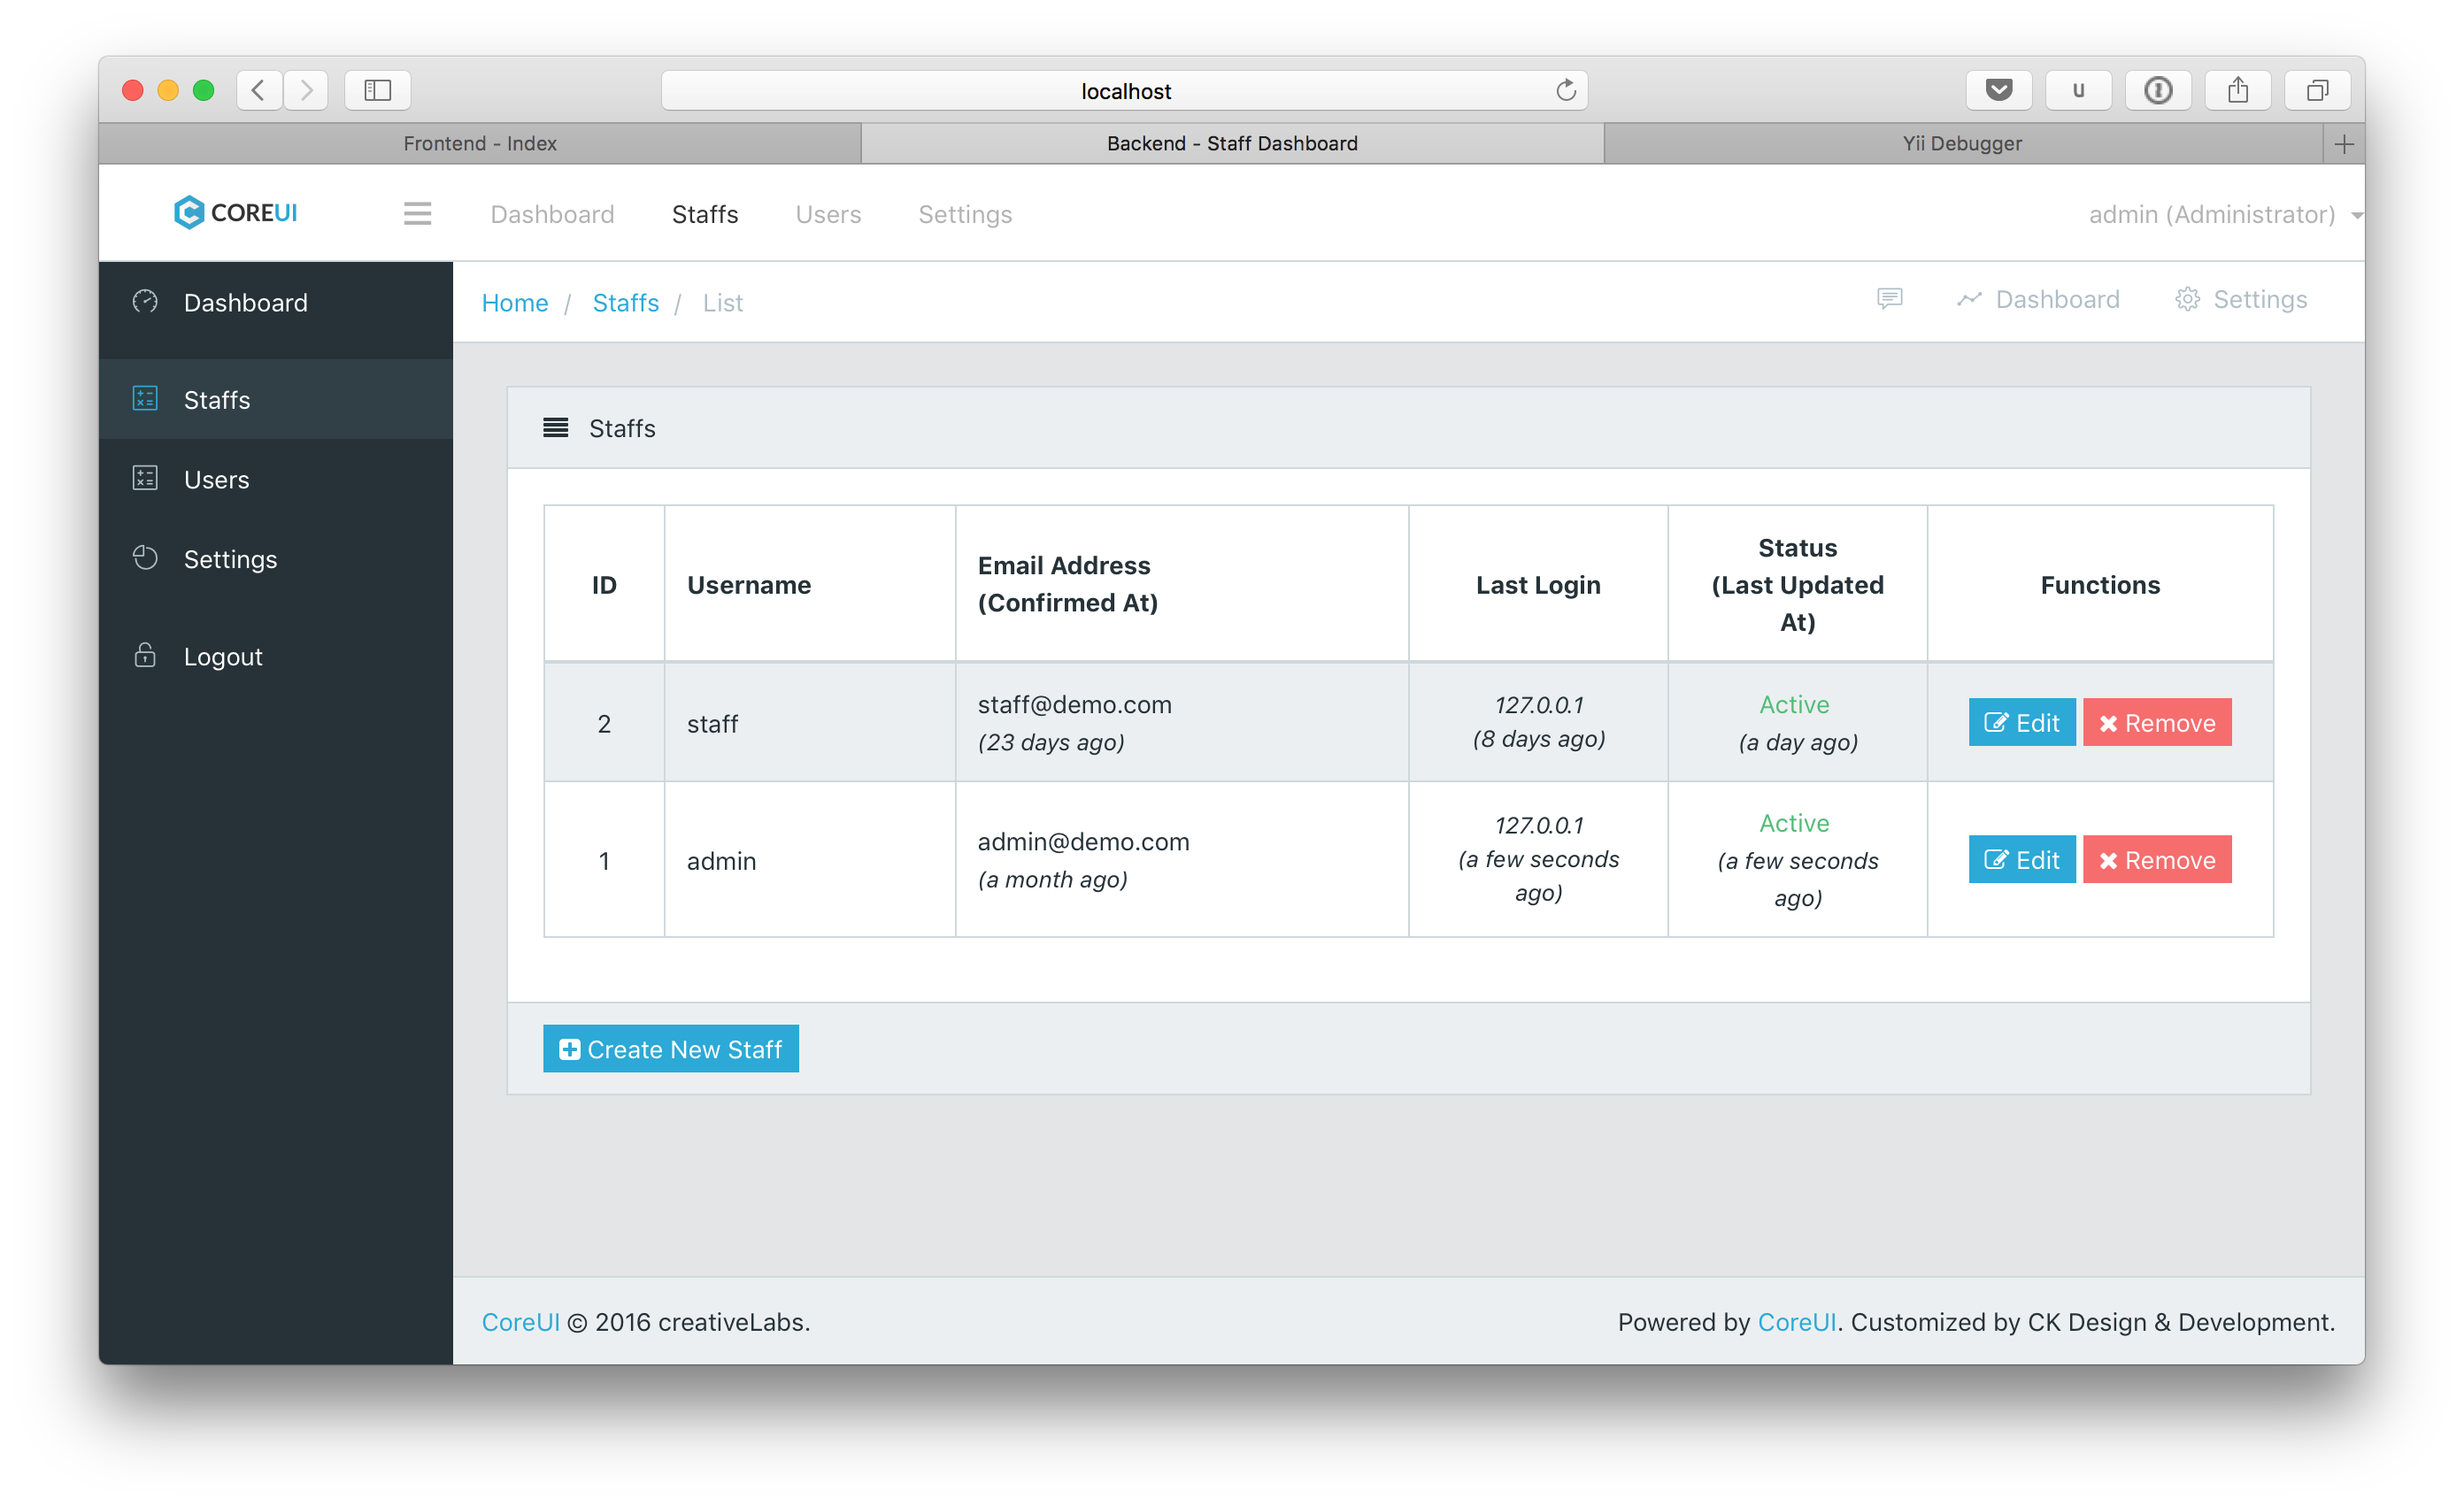 localhost
u
Frontend - Index
Backend - Staff Dashboard
Yii Debugger
COREUI
Dashboard
Staffs
Users
Settings
admin (Administrator)
Dashboard
Staffs
Users
Settings
Logout
Home / Staffs / List
Dashboard
Settings
Staffs
ID
Username
Email Address
(Confirmed At)
Last Login
Status
(Last Updated
At)
Functions
2
staff
staff@demo.com
(23 days ago)
127.0.0.1
(8 days ago)
Active
(a day ago)
Edit
Remove
1
admin
admin@demo.com
(a month ago)
127.0.0.1
(a few seconds
ago)
Active
(a few seconds
ago)
Edit
Remove
Create New Staff
CoreUI © 2016 creativeLabs.
Powered by CoreUI. Customized by CK Design & Development.